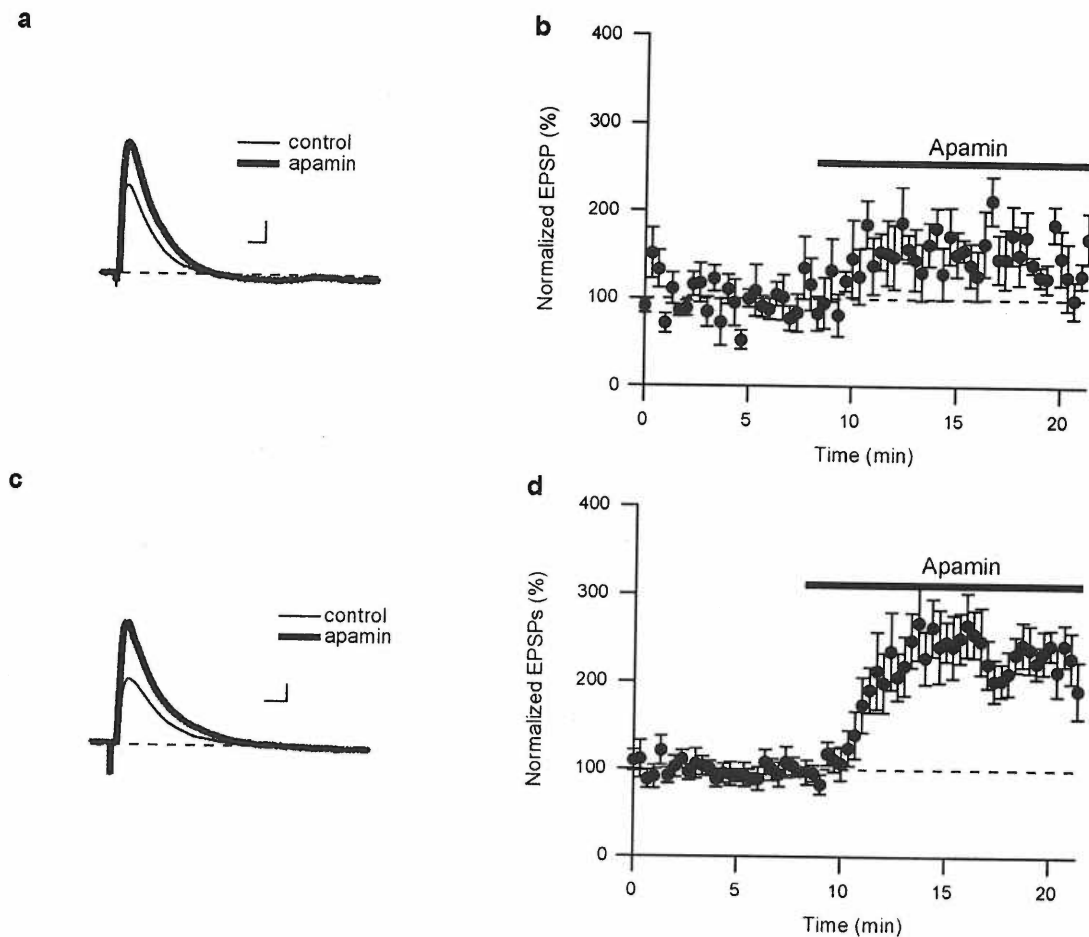 a
control
apamin
b
Normalized EPSP (%)
400
300
200
100
0
Apamin
0 5 10 15 20
Time (min)
c
control
apamin
d
Normalized EPSPs (%)
400
300
200
100
0
Apamin
0 5 10 15 20
Time (min)